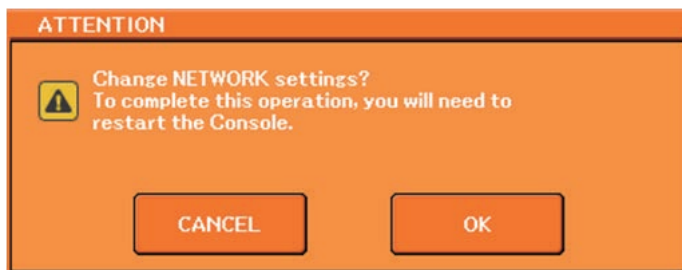 ATTENTION
Change NETWORK settings?
To complete this operation, you will need to
restart the Console.
CANCEL
OK